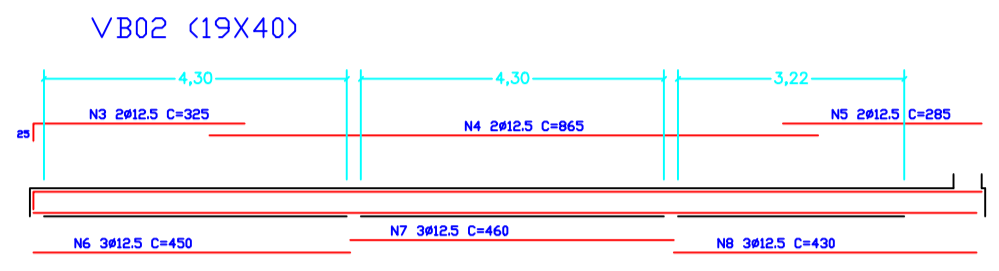 VB02 (19X40)
4,30 4,30 3,22
N3 2ø12.5 C=325
N5 2ø12.5 C=285
25
N4 2ø12.5 C=865
N7 3ø12.5 C=460
N6 3ø12.5 C=450
N8 3ø12.5 C=430